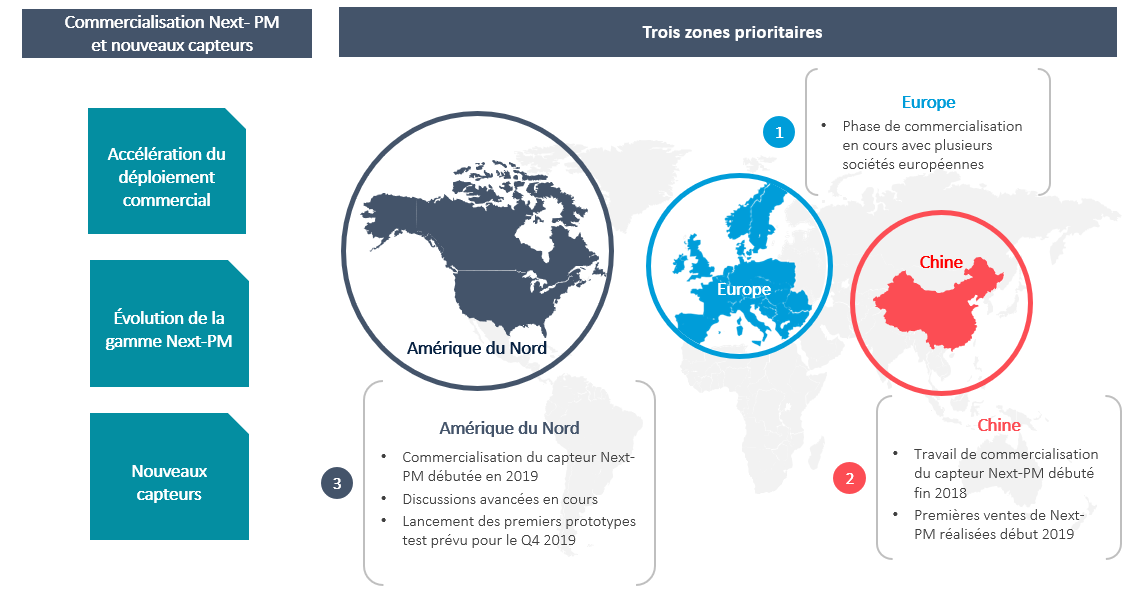 Commercialisation Next- PM
et nouveaux capteurs
Trois zones prioritaires
Accélération du
déploiement
commercial
Évolution de la
gamme Next-PM
Nouveaux
capteurs
1
Europe
• Phase de commercialisation
en cours avec plusieurs
sociétés européennes
Amérique du Nord
Europe
Chine
3
Amérique du Nord
• Commercialisation du capteur Next-
PM débutée en 2019
• Discussions avancées en cours
• Lancement des premiers prototypes
test prévu pour le Q4 2019
2
Chine
• Travail de commercialisation
du capteur Next-PM débuté
fin 2018
• Premières ventes de Next-
PM réalisées début 2019